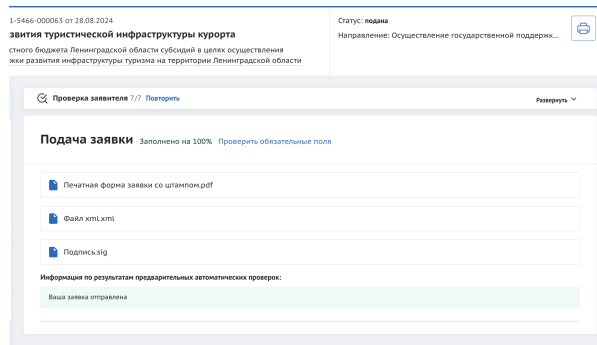 1-5466-000063 от 28.08.2024
звития туристической инфраструктуры курорта
стного бюджета Ленинградской области субсидий в целях осуществления
жки развития инфраструктуры туризма на территории Ленинградской области
Статус: подана
Направление: Осуществление государственной поддержк...
Проверка заявителя 7/7 Повторить
Развернуть
Подача заявки Заполнено на 100% Проверить обязательные поля
Печатная форма заявки со штампом.pdf
Файл xml.xml
Подпись.sig
Информация по результатам предварительных автоматических проверок:
Ваша заявка отправлена